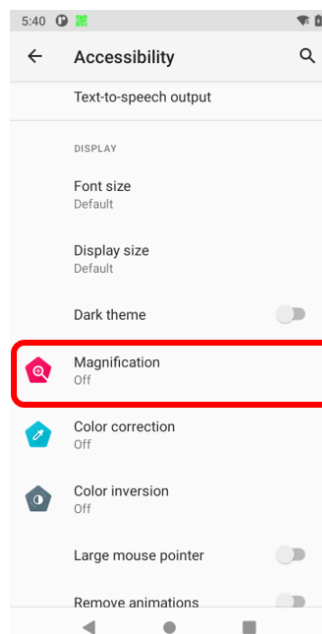 5:40
Accessibility
Text-to-speech output
DISPLAY
Font size
Default
Display size
Default
Dark theme
Magnification
Off
Color correction
Off
Color inversion
Off
Large mouse pointer
Remove animations